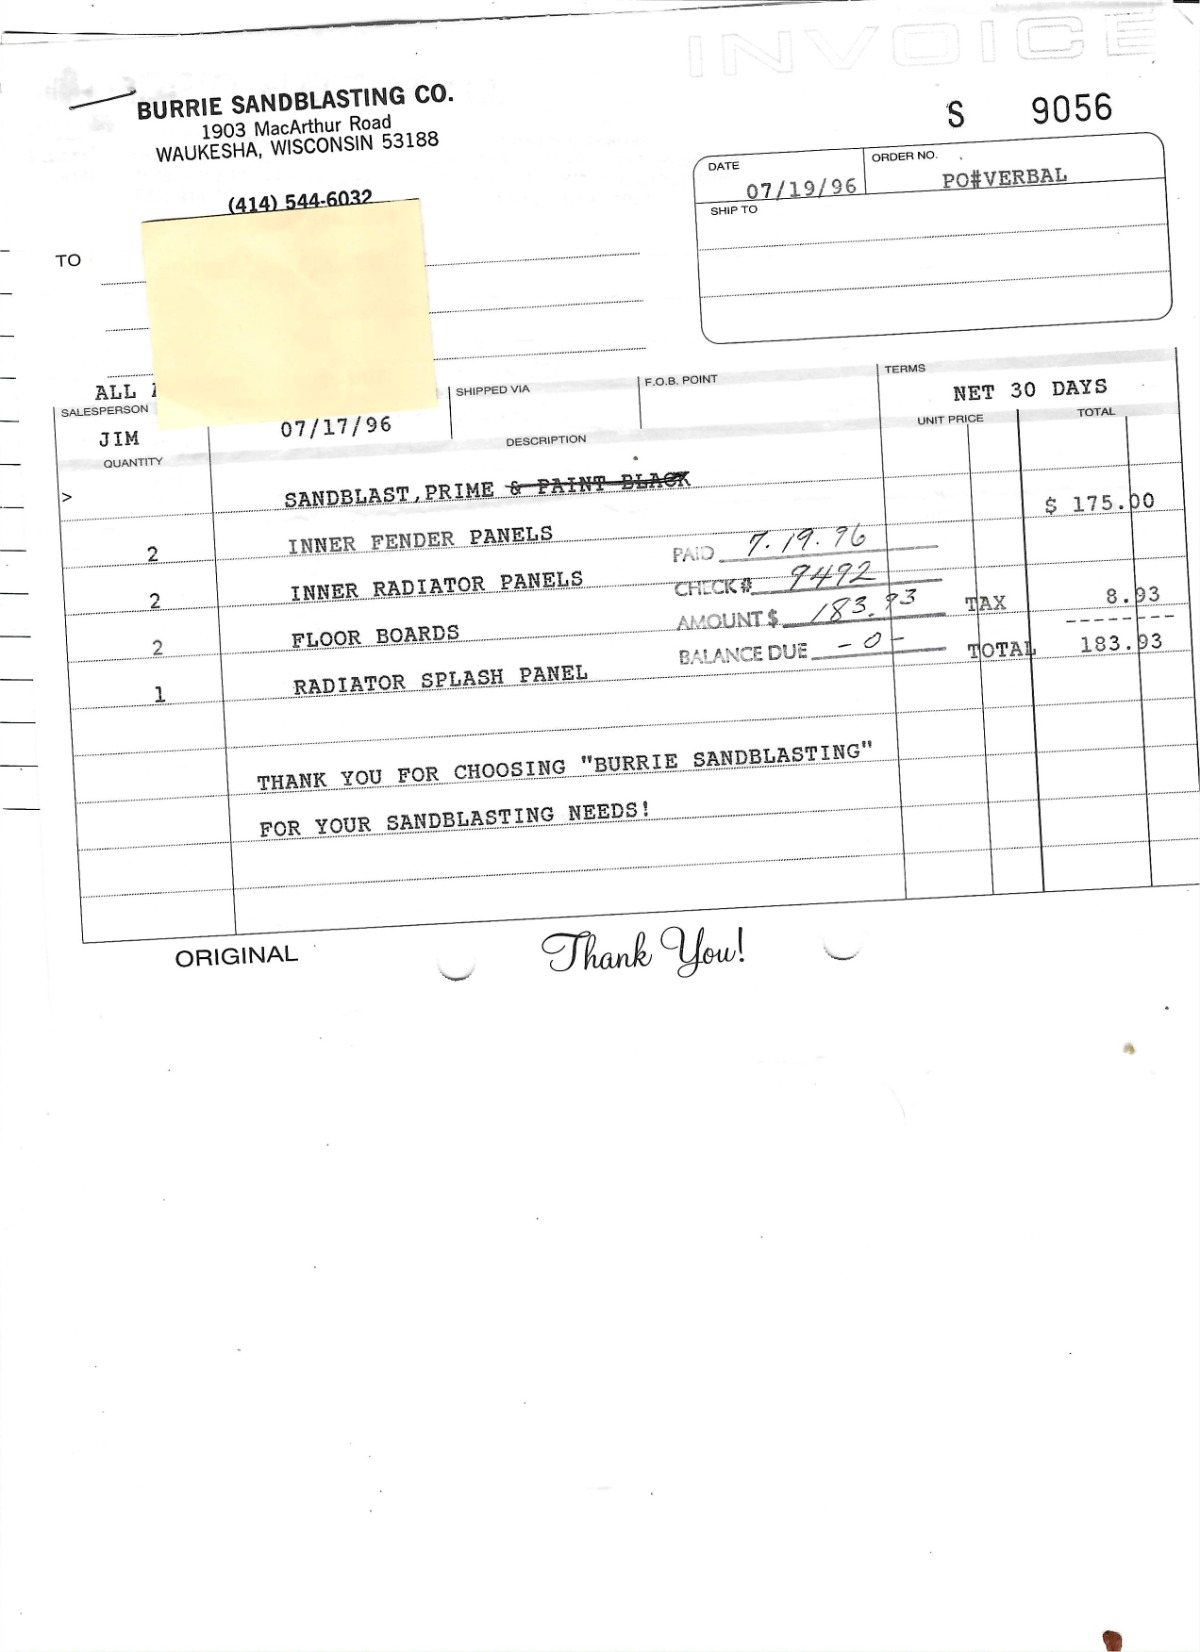 INVOICE
BURRIE SANDBLASTING CO.
1903 MacArthur Road
WAUKESHA, WISCONSIN 53188
(414) 544-6032
S 9056
DATE 07/19/96
ORDER NO. PO#VERBAL
SHIP TO
TO
ALL
SALESPERSON
JIM
07/17/96
SHIPPED VIA
F.O.B. POINT
TERMS
NET 30 DAYS
QUANTITY DESCRIPTION UNIT PRICE TOTAL
> SANDBLAST,PRIME & PAINT BLACK
$ 175.00
2 INNER FENDER PANELS
2 INNER RADIATOR PANELS
2 FLOOR BOARDS
1 RADIATOR SPLASH PANEL
PAID 7.19.96
CHECK# 9492
AMOUNT $ 183.93
BALANCE DUE -0-
TAX 8.93
--------
TOTAL 183.93
THANK YOU FOR CHOOSING "BURRIE SANDBLASTING"
FOR YOUR SANDBLASTING NEEDS!
ORIGINAL
Thank You!